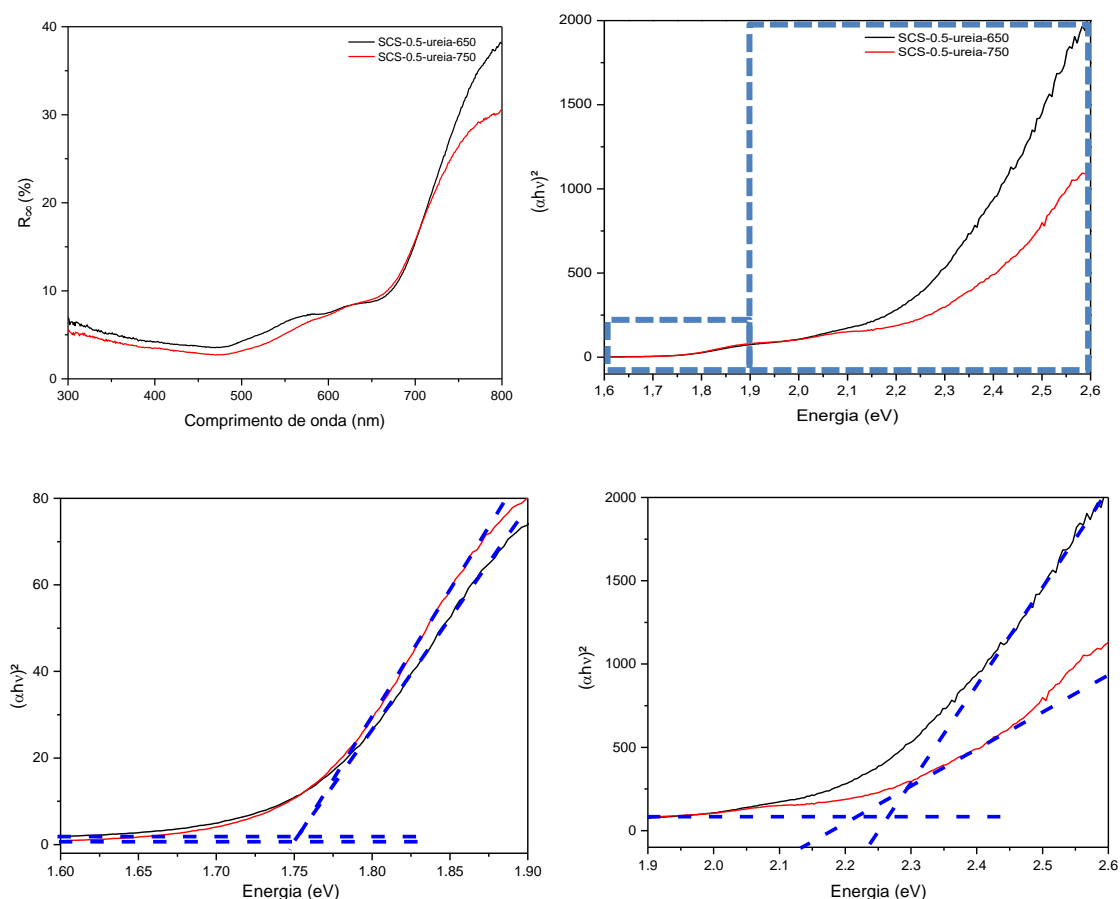 40
30
20
10
0
R∞ (%)
SCS-0.5-ureia-650
SCS-0.5-ureia-750
300 400 500 600 700 800
Comprimento de onda (nm)
2000
1500
1000
500
0
(αhν)²
SCS-0.5-ureia-650
SCS-0.5-ureia-750
1,6 1,7 1,8 1,9 2,0 2,1 2,2 2,3 2,4 2,5 2,6
Energia (eV)
80
60
40
20
0
(αhν)²
1.60 1.65 1.70 1.75 1.80 1.85 1.90
Energia (eV)
2000
1500
1000
500
0
(αhν)²
1.9 2.0 2.1 2.2 2.3 2.4 2.5 2.6
Energia (eV)